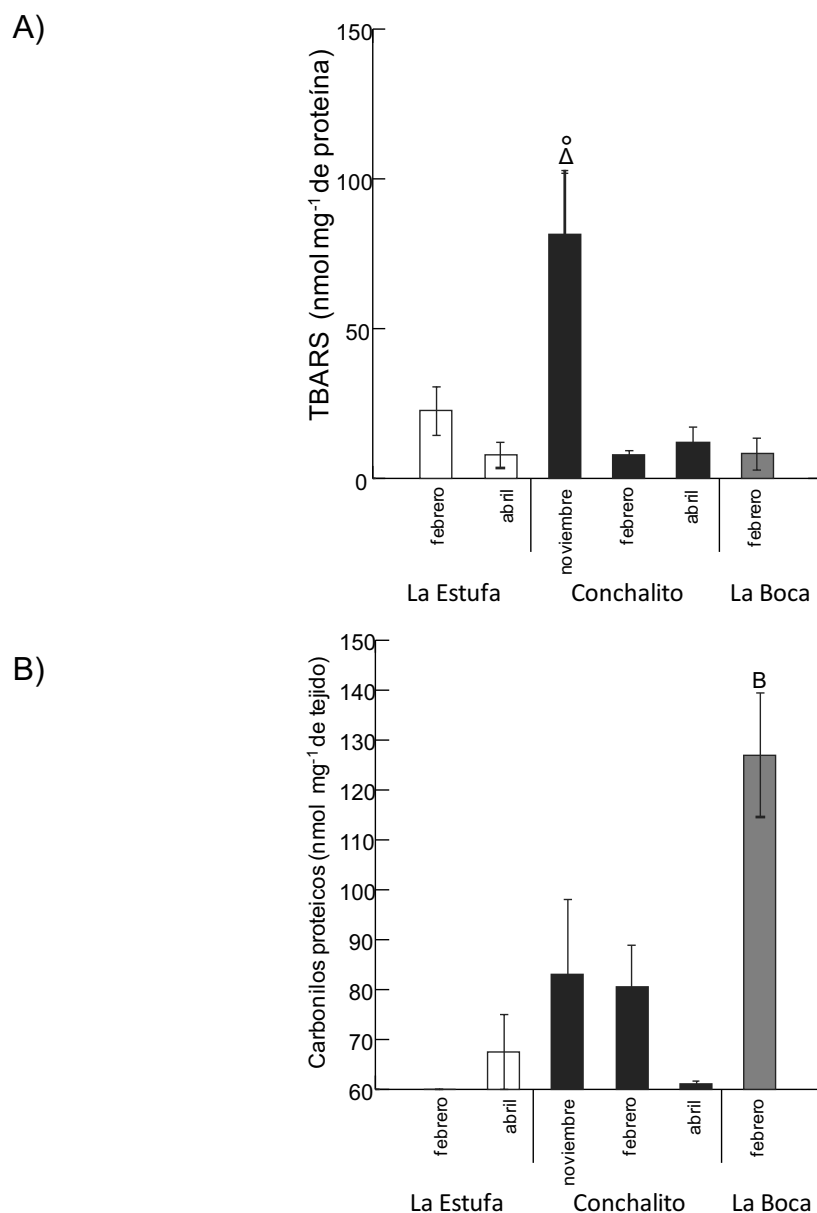 A)
TBARS (nmol mg⁻¹ de proteína)
150
100
50
0
°
Δ
febrero
abril
noviembre
febrero
abril
febrero
La Estufa
Conchalito
La Boca
B)
Carbonilos proteicos (nmol mg⁻¹ de tejido)
150
140
130
120
110
100
90
80
70
60
B
febrero
abril
noviembre
febrero
abril
febrero
La Estufa
Conchalito
La Boca